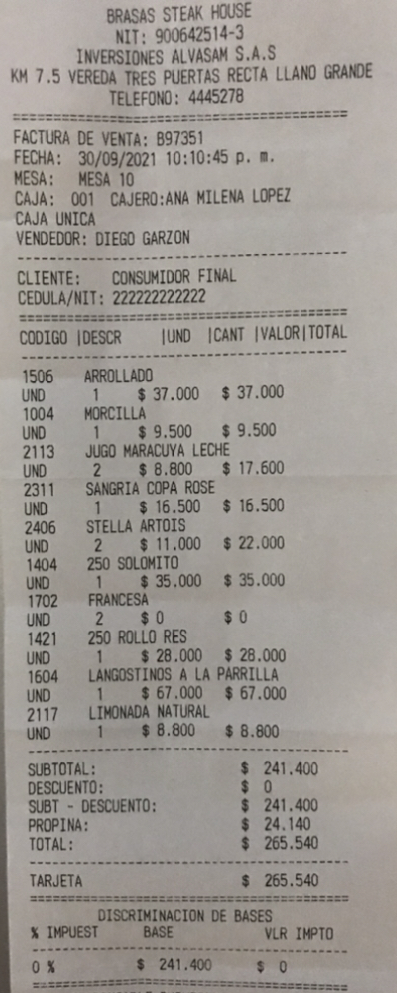 BRASAS STEAK HOUSE
NIT: 900642514-3
INVERSIONES ALVASAM S.A.S
KM 7.5 VEREDA TRES PUERTAS RECTA LLANO GRANDE
TELEFONO: 4445278
FACTURA DE VENTA: B97351
FECHA: 30/09/2021 10:10:45 p. m.
MESA: MESA 10
CAJA: 001 CAJERO:ANA MILENA LOPEZ
CAJA UNICA
VENDEDOR: DIEGO GARZON
CLIENTE: CONSUMIDOR FINAL
CEDULA/NIT: 222222222222
CODIGO |DESCR |UND |CANT |VALOR|TOTAL
1506 ARROLLADO
UND 1 $ 37.000 $ 37.000
1004 MORCILLA
UND 1 $ 9.500 $ 9.500
2113 JUGO MARACUYA LECHE
UND 2 $ 8.800 $ 17.600
2311 SANGRIA COPA ROSE
UND 1 $ 16.500 $ 16.500
2406 STELLA ARTOIS
UND 2 $ 11.000 $ 22.000
1404 250 SOLOMITO
UND 1 $ 35.000 $ 35.000
1702 FRANCESA
UND 2 $ 0 $ 0
1421 250 ROLLO RES
UND 1 $ 28.000 $ 28.000
1604 LANGOSTINOS A LA PARRILLA
UND 1 $ 67.000 $ 67.000
2117 LIMONADA NATURAL
UND 1 $ 8.800 $ 8.800
SUBTOTAL: $ 241.400
DESCUENTO: $ 0
SUBT - DESCUENTO: $ 241.400
PROPINA: $ 24.140
TOTAL: $ 265.540
TARJETA $ 265.540
DISCRIMINACION DE BASES
% IMPUEST BASE VLR IMPTO
0 % $ 241.400 $ 0